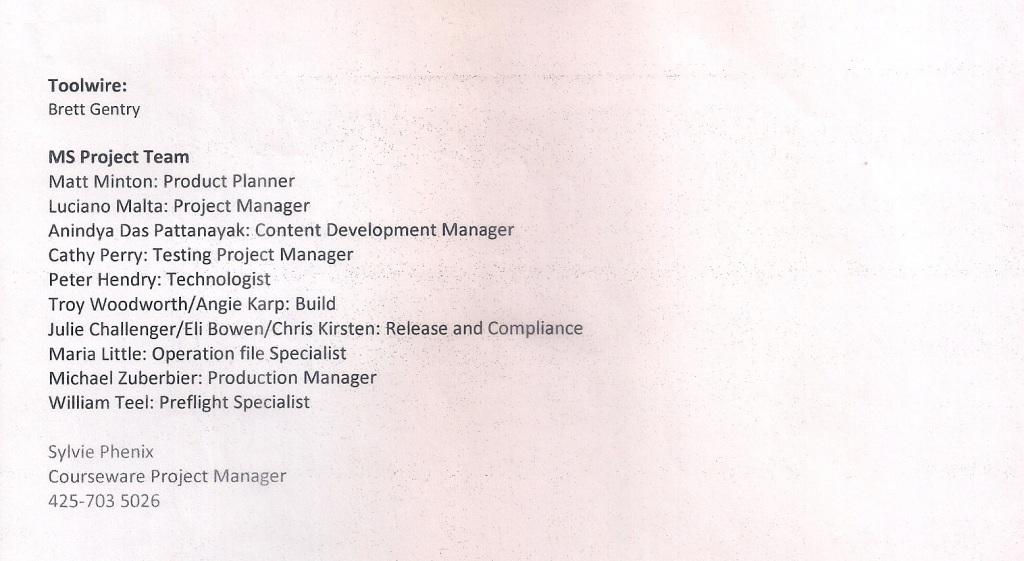 Toolwire:
Brett Gentry
MS Project Team
Matt Minton: Product Planner
Luciano Malta: Project Manager
Anindya Das Pattanayak: Content Development Manager
Cathy Perry: Testing Project Manager
Peter Hendry: Technologist
Troy Woodworth/Angie Karp: Build
Julie Challenger/Eli Bowen/Chris Kirsten: Release and Compliance
Maria Little: Operation file Specialist
Michael Zuberbier: Production Manager
William Teel: Preflight Specialist
Sylvie Phenix
Courseware Project Manager
425-703 5026